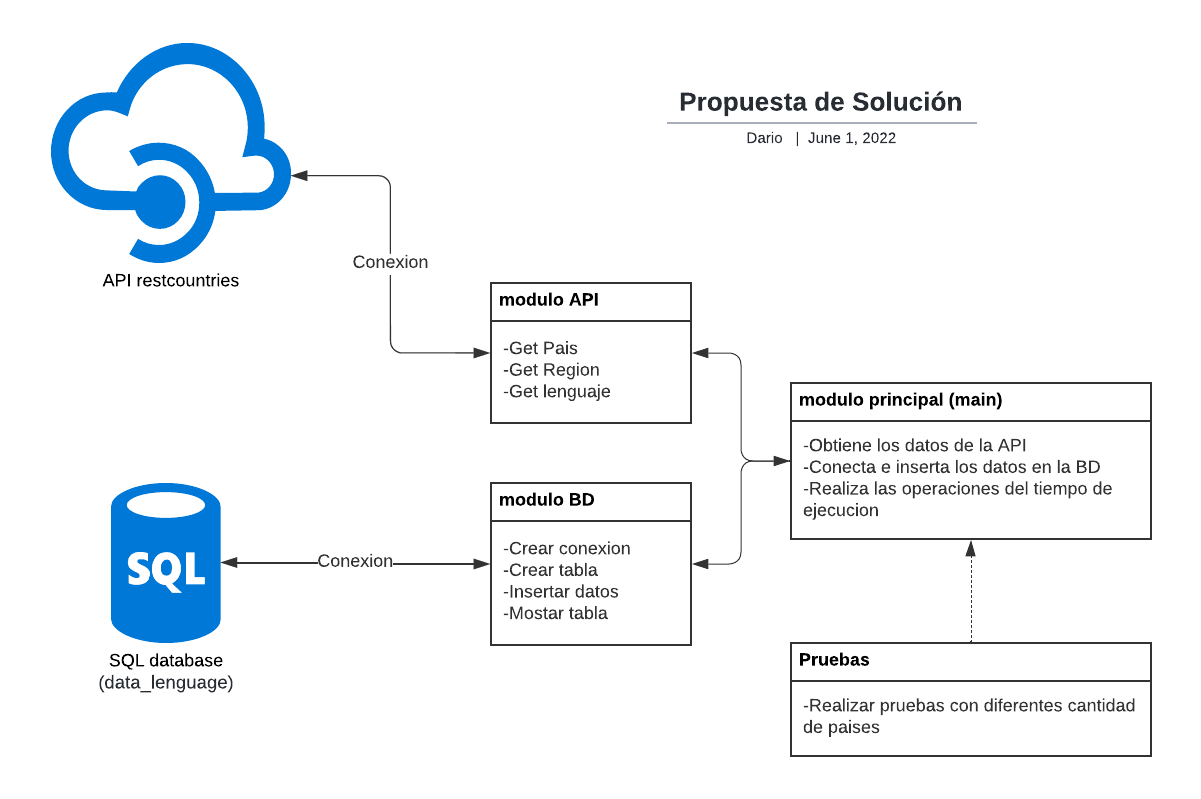 Propuesta de Solución
Dario | June 1, 2022
API restcountries
Conexion
modulo API
-Get Pais
-Get Region
-Get lenguaje
modulo principal (main)
-Obtiene los datos de la API
-Conecta e inserta los datos en la BD
-Realiza las operaciones del tiempo de
ejecucion
SQL
SQL database
(data_lenguage)
Conexion
modulo BD
-Crear conexion
-Crear tabla
-Insertar datos
-Mostar tabla
Pruebas
-Realizar pruebas con diferentes cantidad
de paises